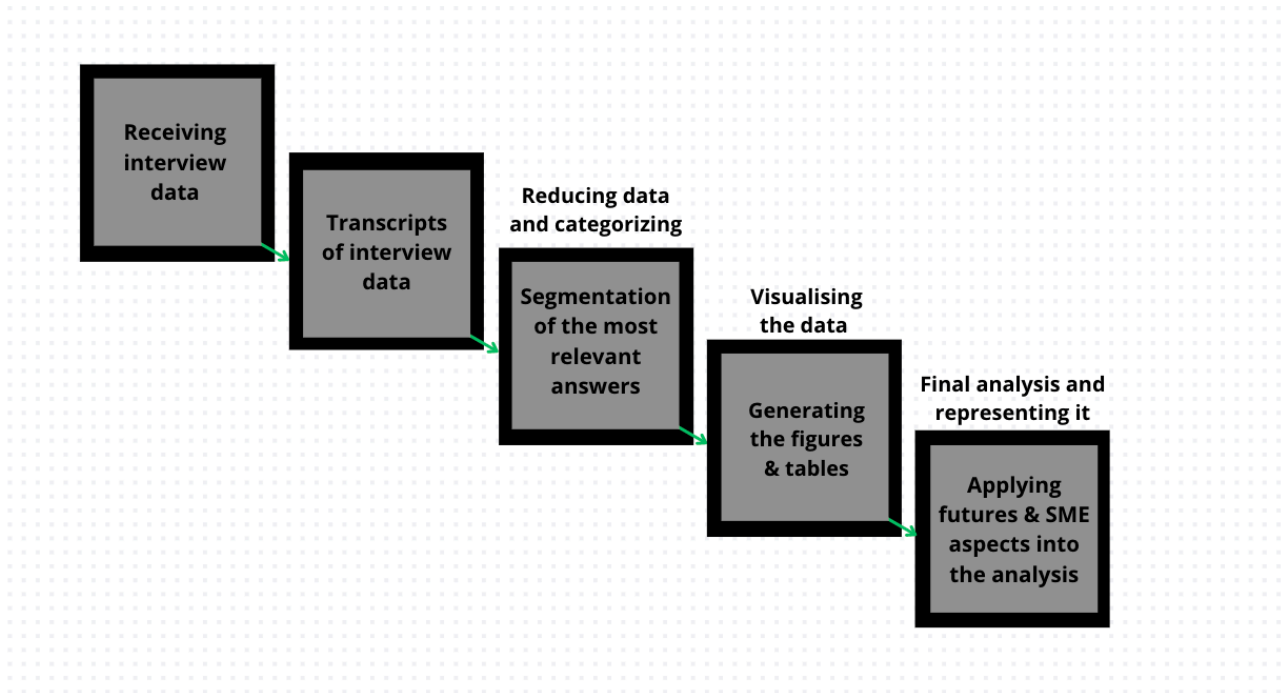 Receiving
interview
data
Transcripts
of interview
data
Reducing data
and categorizing
Segmentation
of the most
relevant
answers
Visualising
the data
Generating
the figures
& tables
Final analysis and
representing it
Applying
futures & SME
aspects into
the analysis